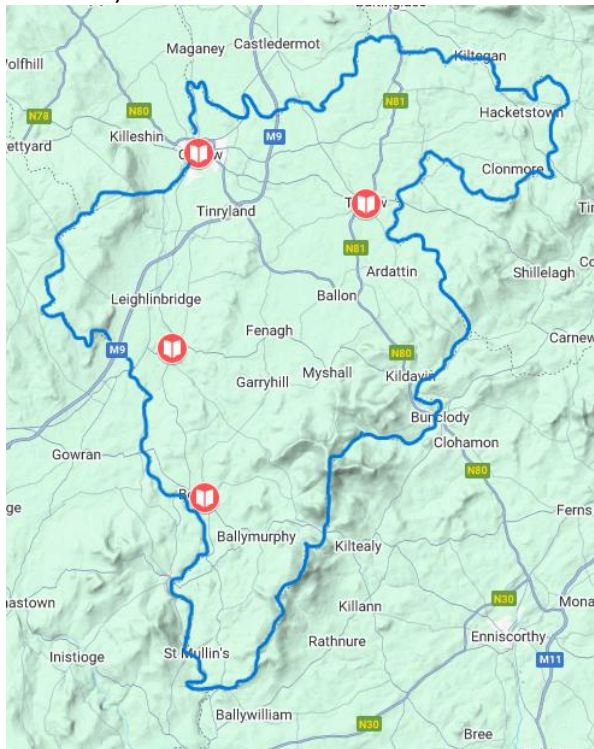 Maganey
Castledermot
Kiltegan
N78
N80
N81
Hacketstown
Killeshin
M9
Clonmore
Tinryland
N81
Ardattin
Shillelagh
Leighlinbridge
Ballon
Fenagh
M9
N80
Myshall
Kildavin
Garryhill
Bunclody
Clohamon
Gowran
N80
Ferns
Ballymurphy
Kiltealy
Killann
N30
Enniscorthy
Rathnure
Inistioge
St Mullin's
M11
Ballywilliam
N30
Bree